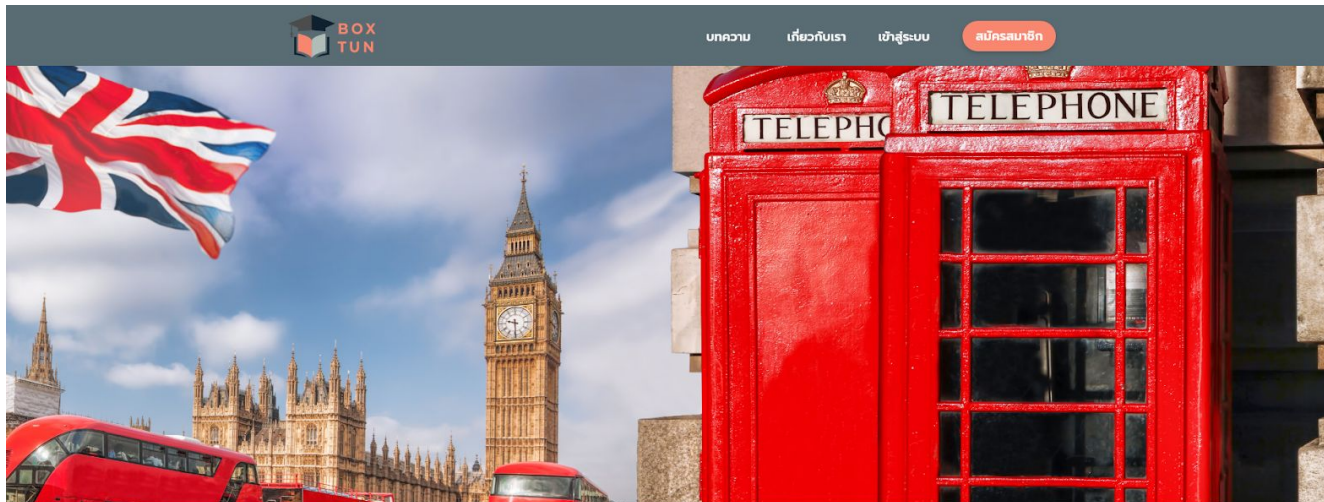 BOX
TUN
บทความ
เกี่ยวกับเรา
เข้าสู่ระบบ
สมัครสมาชิก
TELEPHO
TELEPHONE